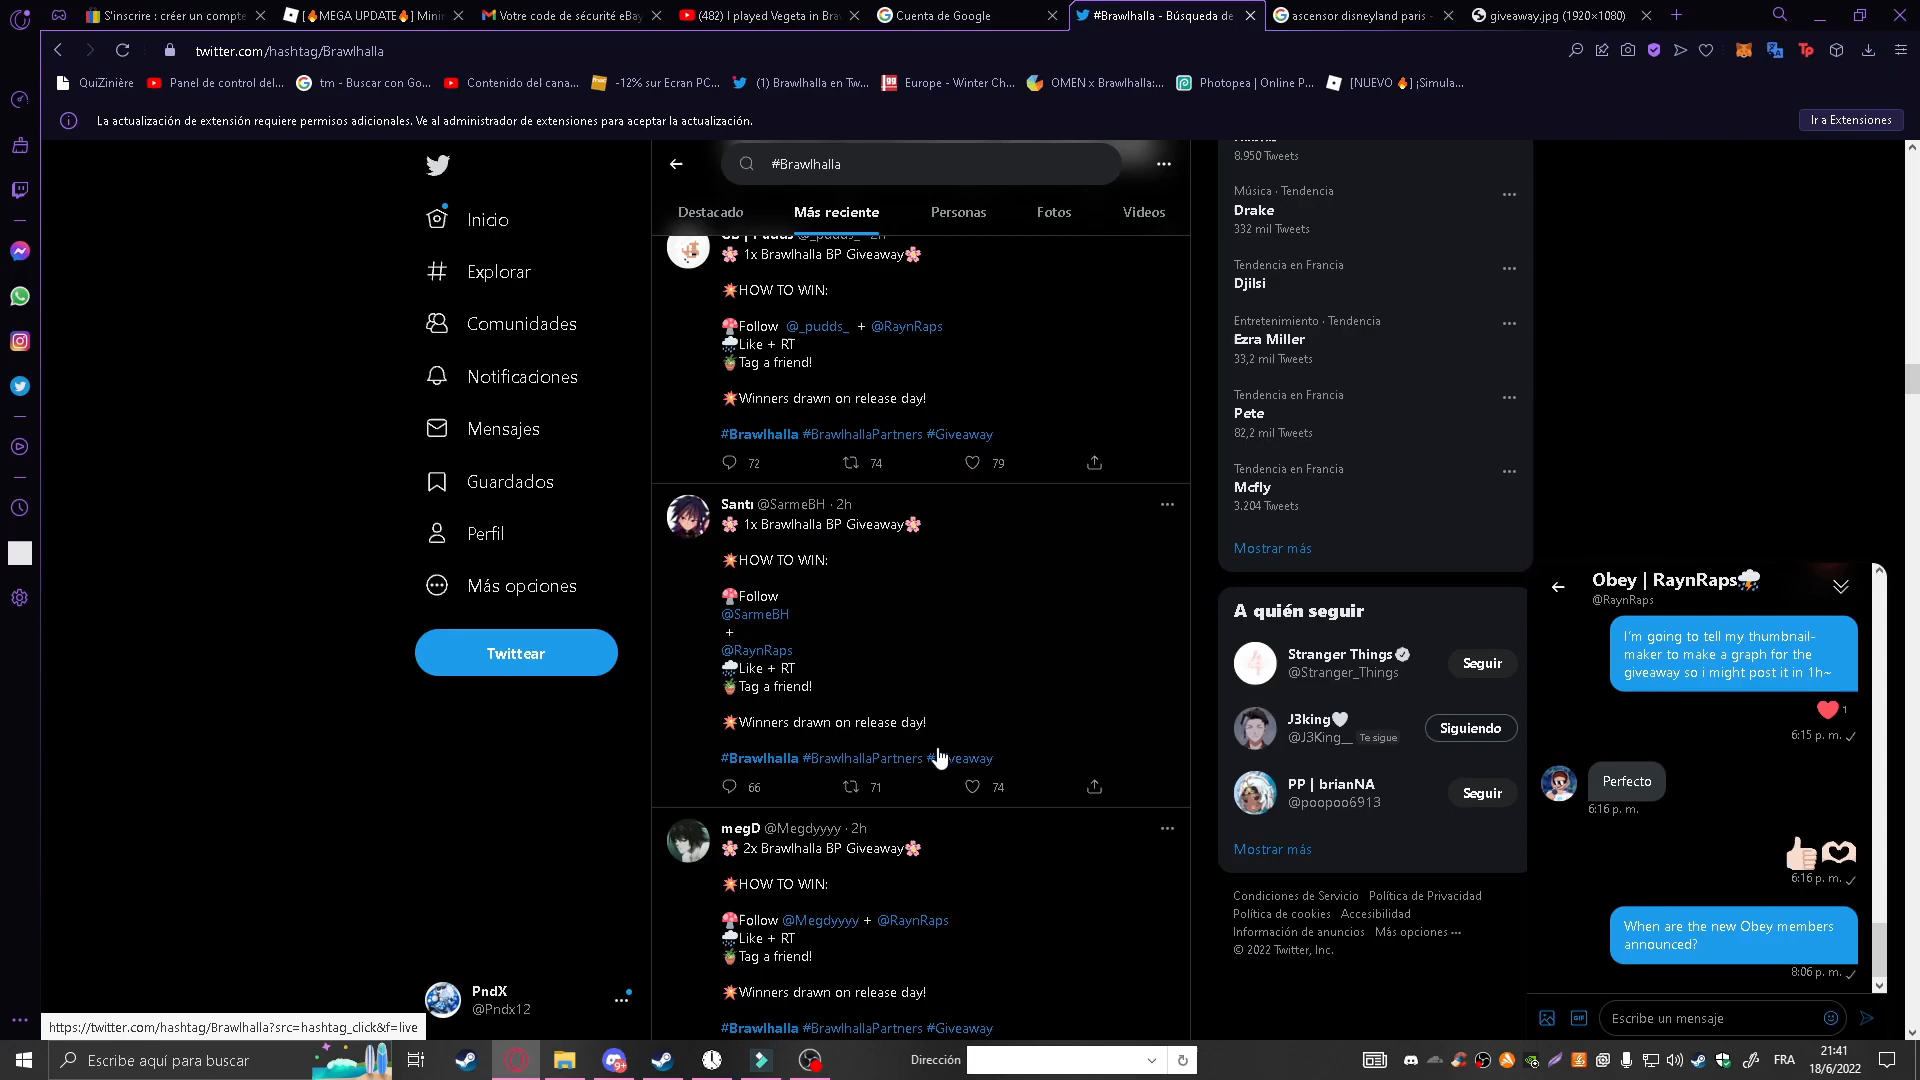 S'inscrire : créer un compte
[🔥MEGA UPDATE🔥] Mini
Votre code de sécurité eBay
(482) I played Vegeta in Bra
Cuenta de Google
#Brawlhalla - Búsqueda de
ascensor disneyland paris -
giveaway.jpg (1920×1080)
twitter.com/hashtag/Brawlhalla
QuiZinière
Panel de control del...
tm - Buscar con Go...
Contenido del cana...
-12% sur Ecran PC...
(1) Brawlhalla en Tw...
Europe - Winter Ch...
OMEN x Brawlhalla:...
Photopea | Online P...
[NUEVO 🔥] ¡Simula...
La actualización de extensión requiere permisos adicionales. Ve al administrador de extensiones para aceptar la actualización.
Ir a Extensiones
Inicio
Explorar
Comunidades
Notificaciones
Mensajes
Guardados
Perfil
Más opciones
Twittear
PndX
@Pndx12
https://twitter.com/hashtag/Brawlhalla?src=hashtag_click&f=live
#Brawlhalla
Destacado
Más reciente
Personas
Fotos
Videos
🌸 1x Brawlhalla BP Giveaway🌸
💥HOW TO WIN:
🍄Follow @_pudds_ + @RaynRaps
🌧️Like + RT
🪴Tag a friend!
💥Winners drawn on release day!
#Brawlhalla #BrawlhallaPartners #Giveaway
72 74 79
Santi @SarmeBH · 2h
🌸 1x Brawlhalla BP Giveaway🌸
💥HOW TO WIN:
🍄Follow
@SarmeBH
+
@RaynRaps
🌧️Like + RT
🪴Tag a friend!
💥Winners drawn on release day!
#Brawlhalla #BrawlhallaPartners #Giveaway
66 71 74
megD @Megdyyyy · 2h
🌸 2x Brawlhalla BP Giveaway🌸
💥HOW TO WIN:
🍄Follow @Megdyyyy + @RaynRaps
🌧️Like + RT
🪴Tag a friend!
💥Winners drawn on release day!
#Brawlhalla #BrawlhallaPartners #Giveaway
8.950 Tweets
Música · Tendencia
Drake
332 mil Tweets
Tendencia en Francia
Djilsi
Entretenimiento · Tendencia
Ezra Miller
33,2 mil Tweets
Tendencia en Francia
Pete
82,2 mil Tweets
Tendencia en Francia
Mcfly
3.204 Tweets
Mostrar más
A quién seguir
Stranger Things
@Stranger_Things
Seguir
J3king🤍
@J3King__ Te sigue
Siguiendo
PP | brianNA
@poopoo6913
Seguir
Mostrar más
Condiciones de Servicio Política de Privacidad
Política de cookies Accesibilidad
Información de anuncios Más opciones ···
© 2022 Twitter, Inc.
Obey | RaynRaps⛈️
@RaynRaps
I'm going to tell my thumbnail-
maker to make a graph for the
giveaway so i might post it in 1h~
❤️ 1
6:15 p. m.
Perfecto
6:16 p. m.
6:16 p. m.
When are the new Obey members
announced?
8:06 p. m.
GIF
Escribe un mensaje
Escribe aquí para buscar
9+
Dirección
FRA
21:41
18/6/2022